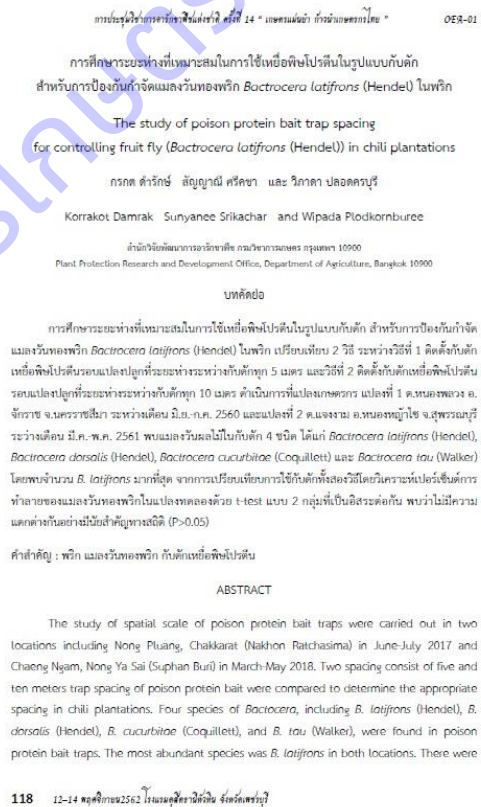 การประชุมวิชาการอารักขาพืชแห่งชาติ ครั้งที่ 14 “ เกษตรแม่นยำ ก้าวนำเกษตรกรไทย ” OEA-01
การศึกษาระยะห่างที่เหมาะสมในการใช้เหยื่อพิษโปรตีนในรูปแบบกับดัก
สำหรับการป้องกันกำจัดแมลงวันทองพริก Bactrocera latifrons (Hendel) ในพริก
The study of poison protein bait trap spacing
for controlling fruit fly (Bactrocera latifrons (Hendel)) in chili plantations
กรกต ดำรักษ์ สัญญาณี ศรีคชา และ วิภาดา ปลอดครบุรี
Korrakot Damrak Sunyanee Srikachar and Wipada Plodkornburee
สำนักวิจัยพัฒนาการอารักขาพืช กรมวิชาการเกษตร กรุงเทพฯ 10900
Plant Protection Research and Development Office, Department of Agriculture, Bangkok 10900
บทคัดย่อ
การศึกษาระยะห่างที่เหมาะสมในการใช้เหยื่อพิษโปรตีนในรูปแบบกับดัก สำหรับการป้องกันกำจัด
แมลงวันทองพริก Bactrocera latifrons (Hendel) ในพริก เปรียบเทียบ 2 วิธี ระหว่างวิธีที่ 1 ติดตั้งกับดัก
เหยื่อพิษโปรตีนรอบแปลงปลูกที่ระยะห่างระหว่างกับดักทุก 5 เมตร และวิธีที่ 2 ติดตั้งกับดักเหยื่อพิษโปรตีน
รอบแปลงปลูกที่ระยะห่างระหว่างกับดักทุก 10 เมตร ดำเนินการที่แปลงเกษตรกร แปลงที่ 1 ต.หนองพลวง อ.
จักราช จ.นครราชสีมา ระหว่างเดือน มิ.ย.-ก.ค. 2560 และแปลงที่ 2 ต.แจงงาม อ.หนองหญ้าไซ จ.สุพรรณบุรี
ระว่างเดือน มี.ค.-พ.ค. 2561 พบแมลงวันผลไม้ในกับดัก 4 ชนิด ได้แก่ Bactrocera latifrons (Hendel),
Bactrocera dorsalis (Hendel), Bactrocera cucurbitae (Coquillett) และ Bactrocera tau (Walker)
โดยพบจำนวน B. latifrons มากที่สุด จากการเปรียบเทียบการใช้กับดักทั้งสองวิธีโดยวิเคราะห์เปอร์เซ็นต์การ
ทำลายของแมลงวันทองพริกในแปลงทดลองด้วย t-test แบบ 2 กลุ่มที่เป็นอิสระต่อกัน พบว่าไม่มีความ
แตกต่างกันอย่างมีนัยสำคัญทางสถิติ (P>0.05)
คำสำคัญ : พริก แมลงวันทองพริก กับดักเหยื่อพิษโปรตีน
ABSTRACT
The study of spatial scale of poison protein bait traps were carried out in two
locations including Nong Pluang, Chakkarat (Nakhon Ratchasima) in June-July 2017 and
Chaeng Ngam, Nong Ya Sai (Suphan Buri) in March-May 2018. Two spacing consist of five and
ten meters trap spacing of poison protein bait were compared to determine the appropriate
spacing in chili plantations. Four species of Bactocera, including B. latifrons (Hendel), B.
dorsalis (Hendel), B. cucurbitae (Coquillett), and B. tau (Walker), were found in poison
protein bait traps. The most abundant species was B. latifrons in both locations. There were
118 12–14 พฤศจิกายน2562 โรงแรมดุสิตธานีหัวหิน จังหวัดเพชรบุรี